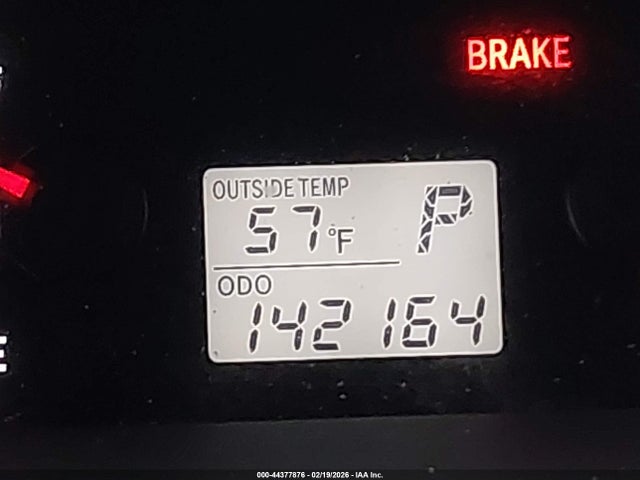 BRAKE
OUTSIDE TEMP
57°F
P
ODO
142164
E
000-44377876 - 02/19/2026 - IAA Inc.